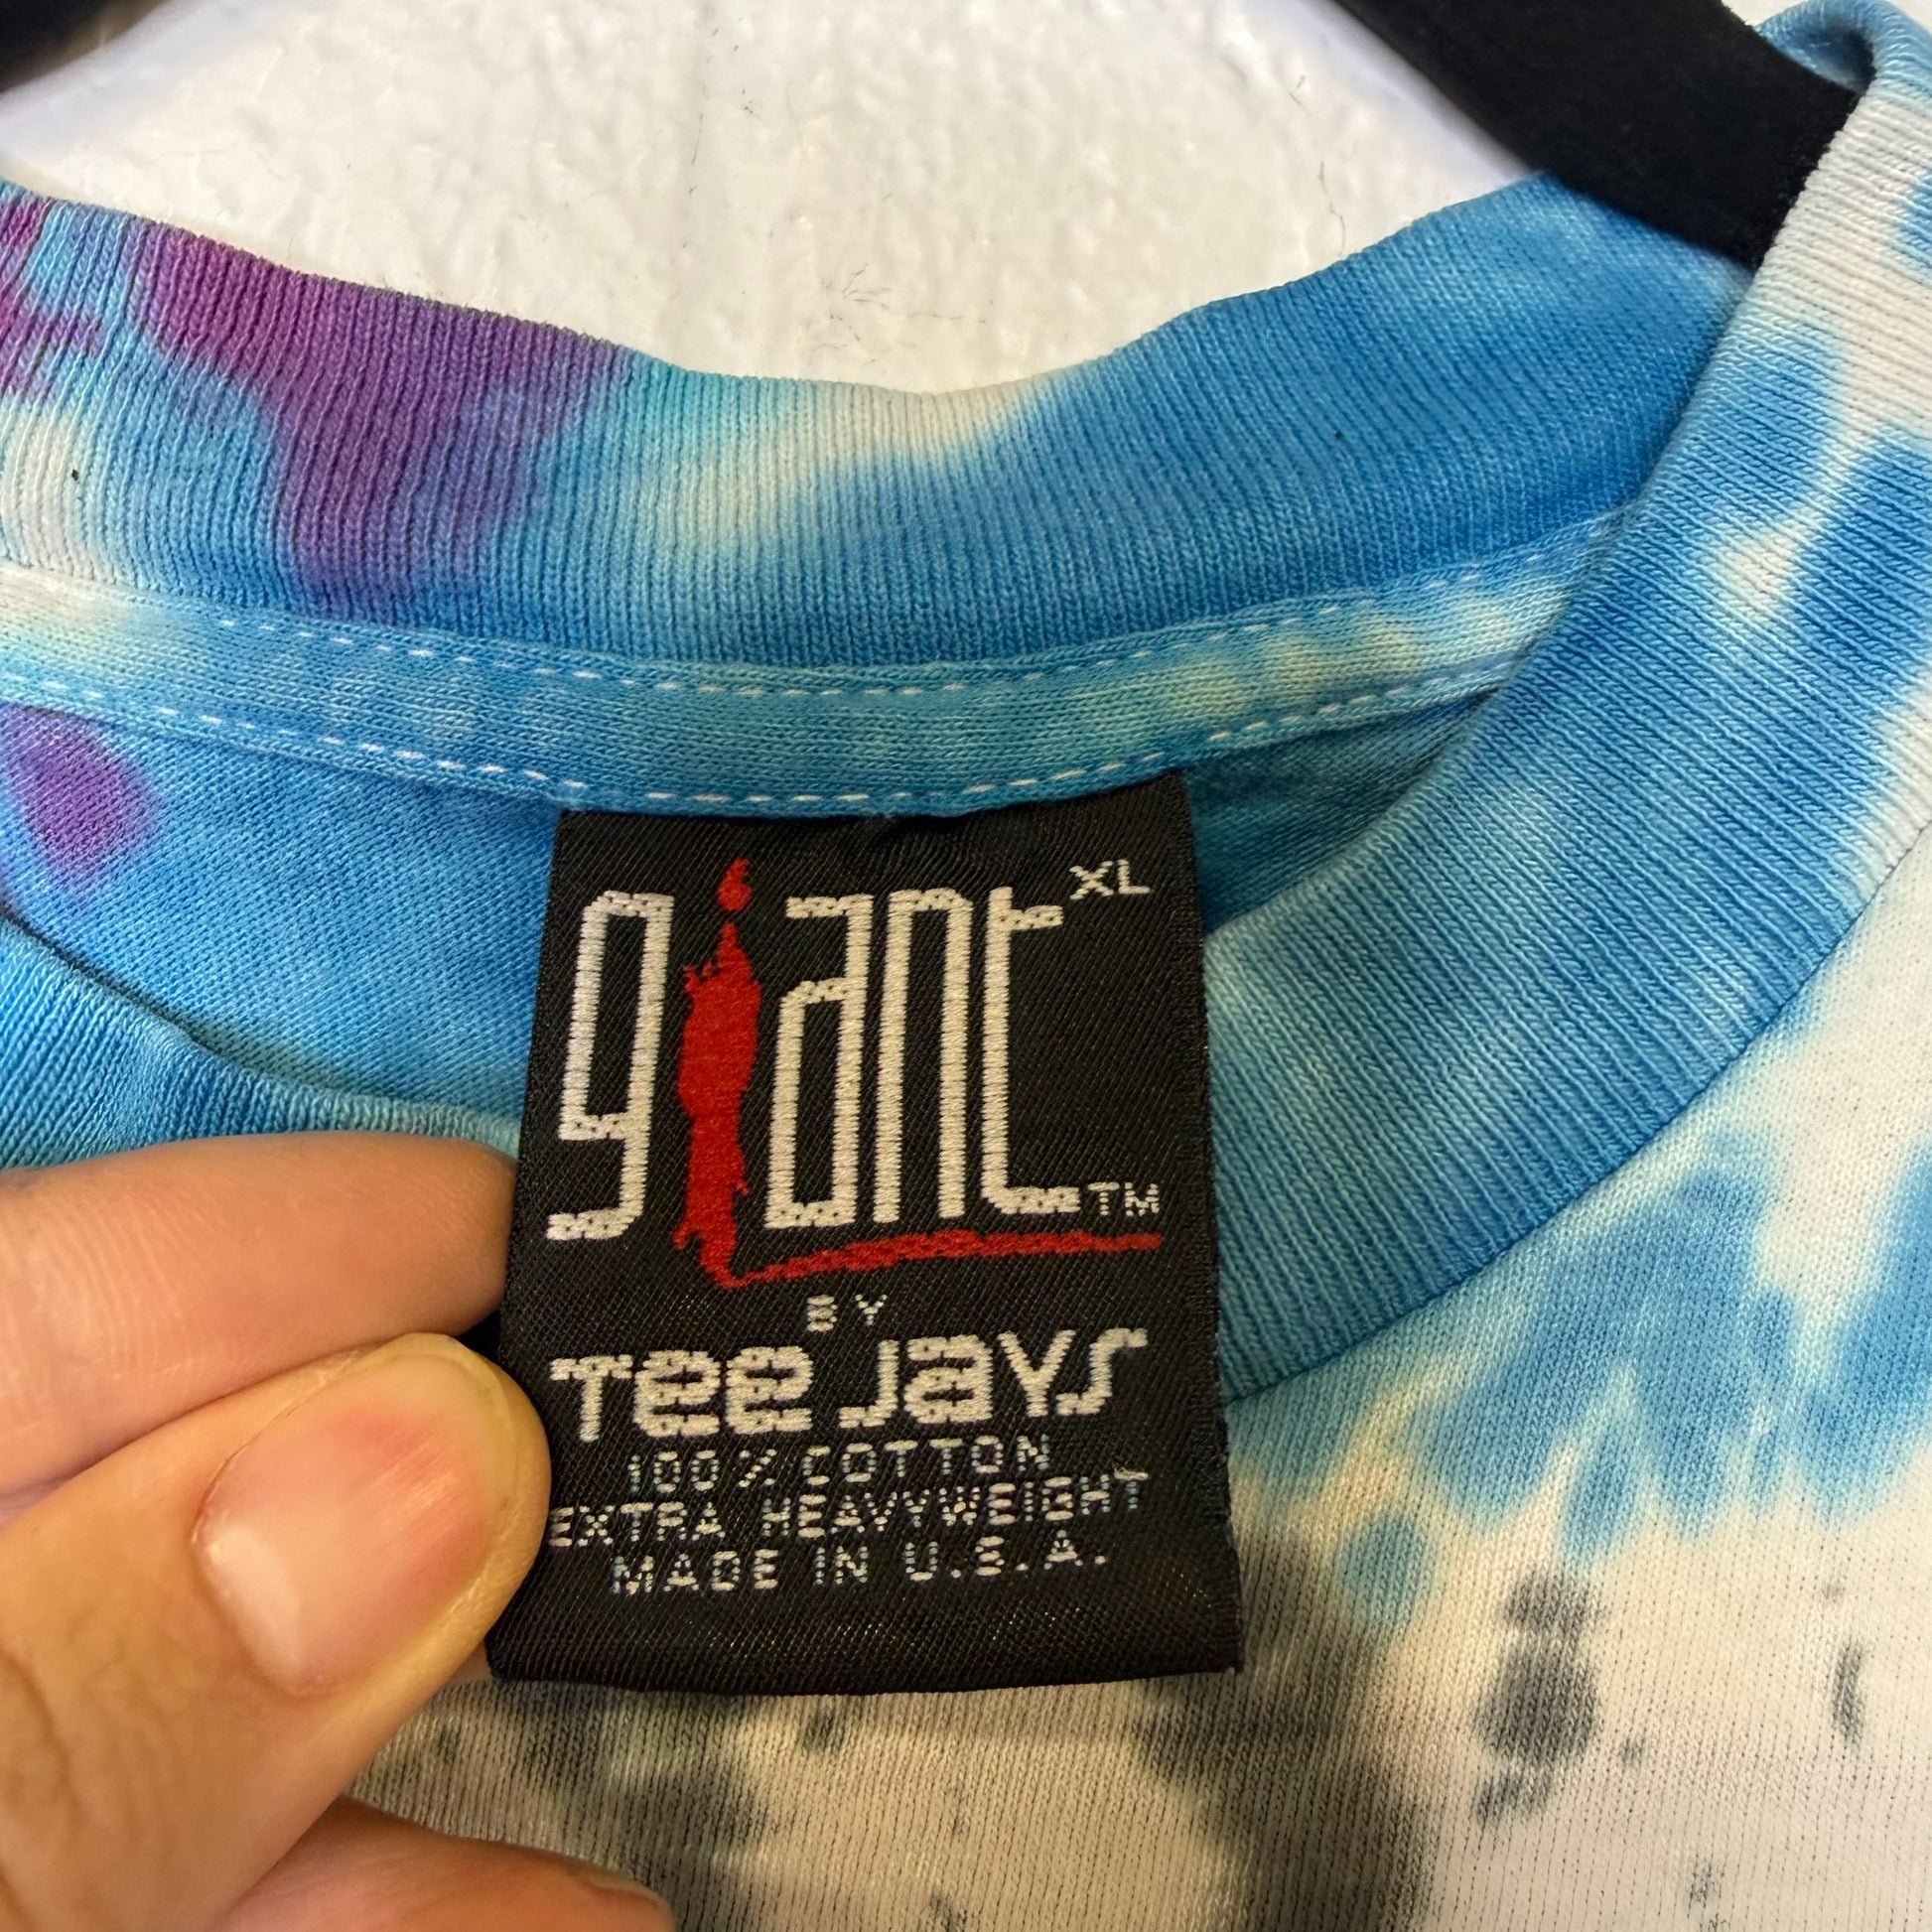 giant XL
TM
BY
Tee Jays
100% COTTON
EXTRA HEAVYWEIGHT
MADE IN U.S.A.